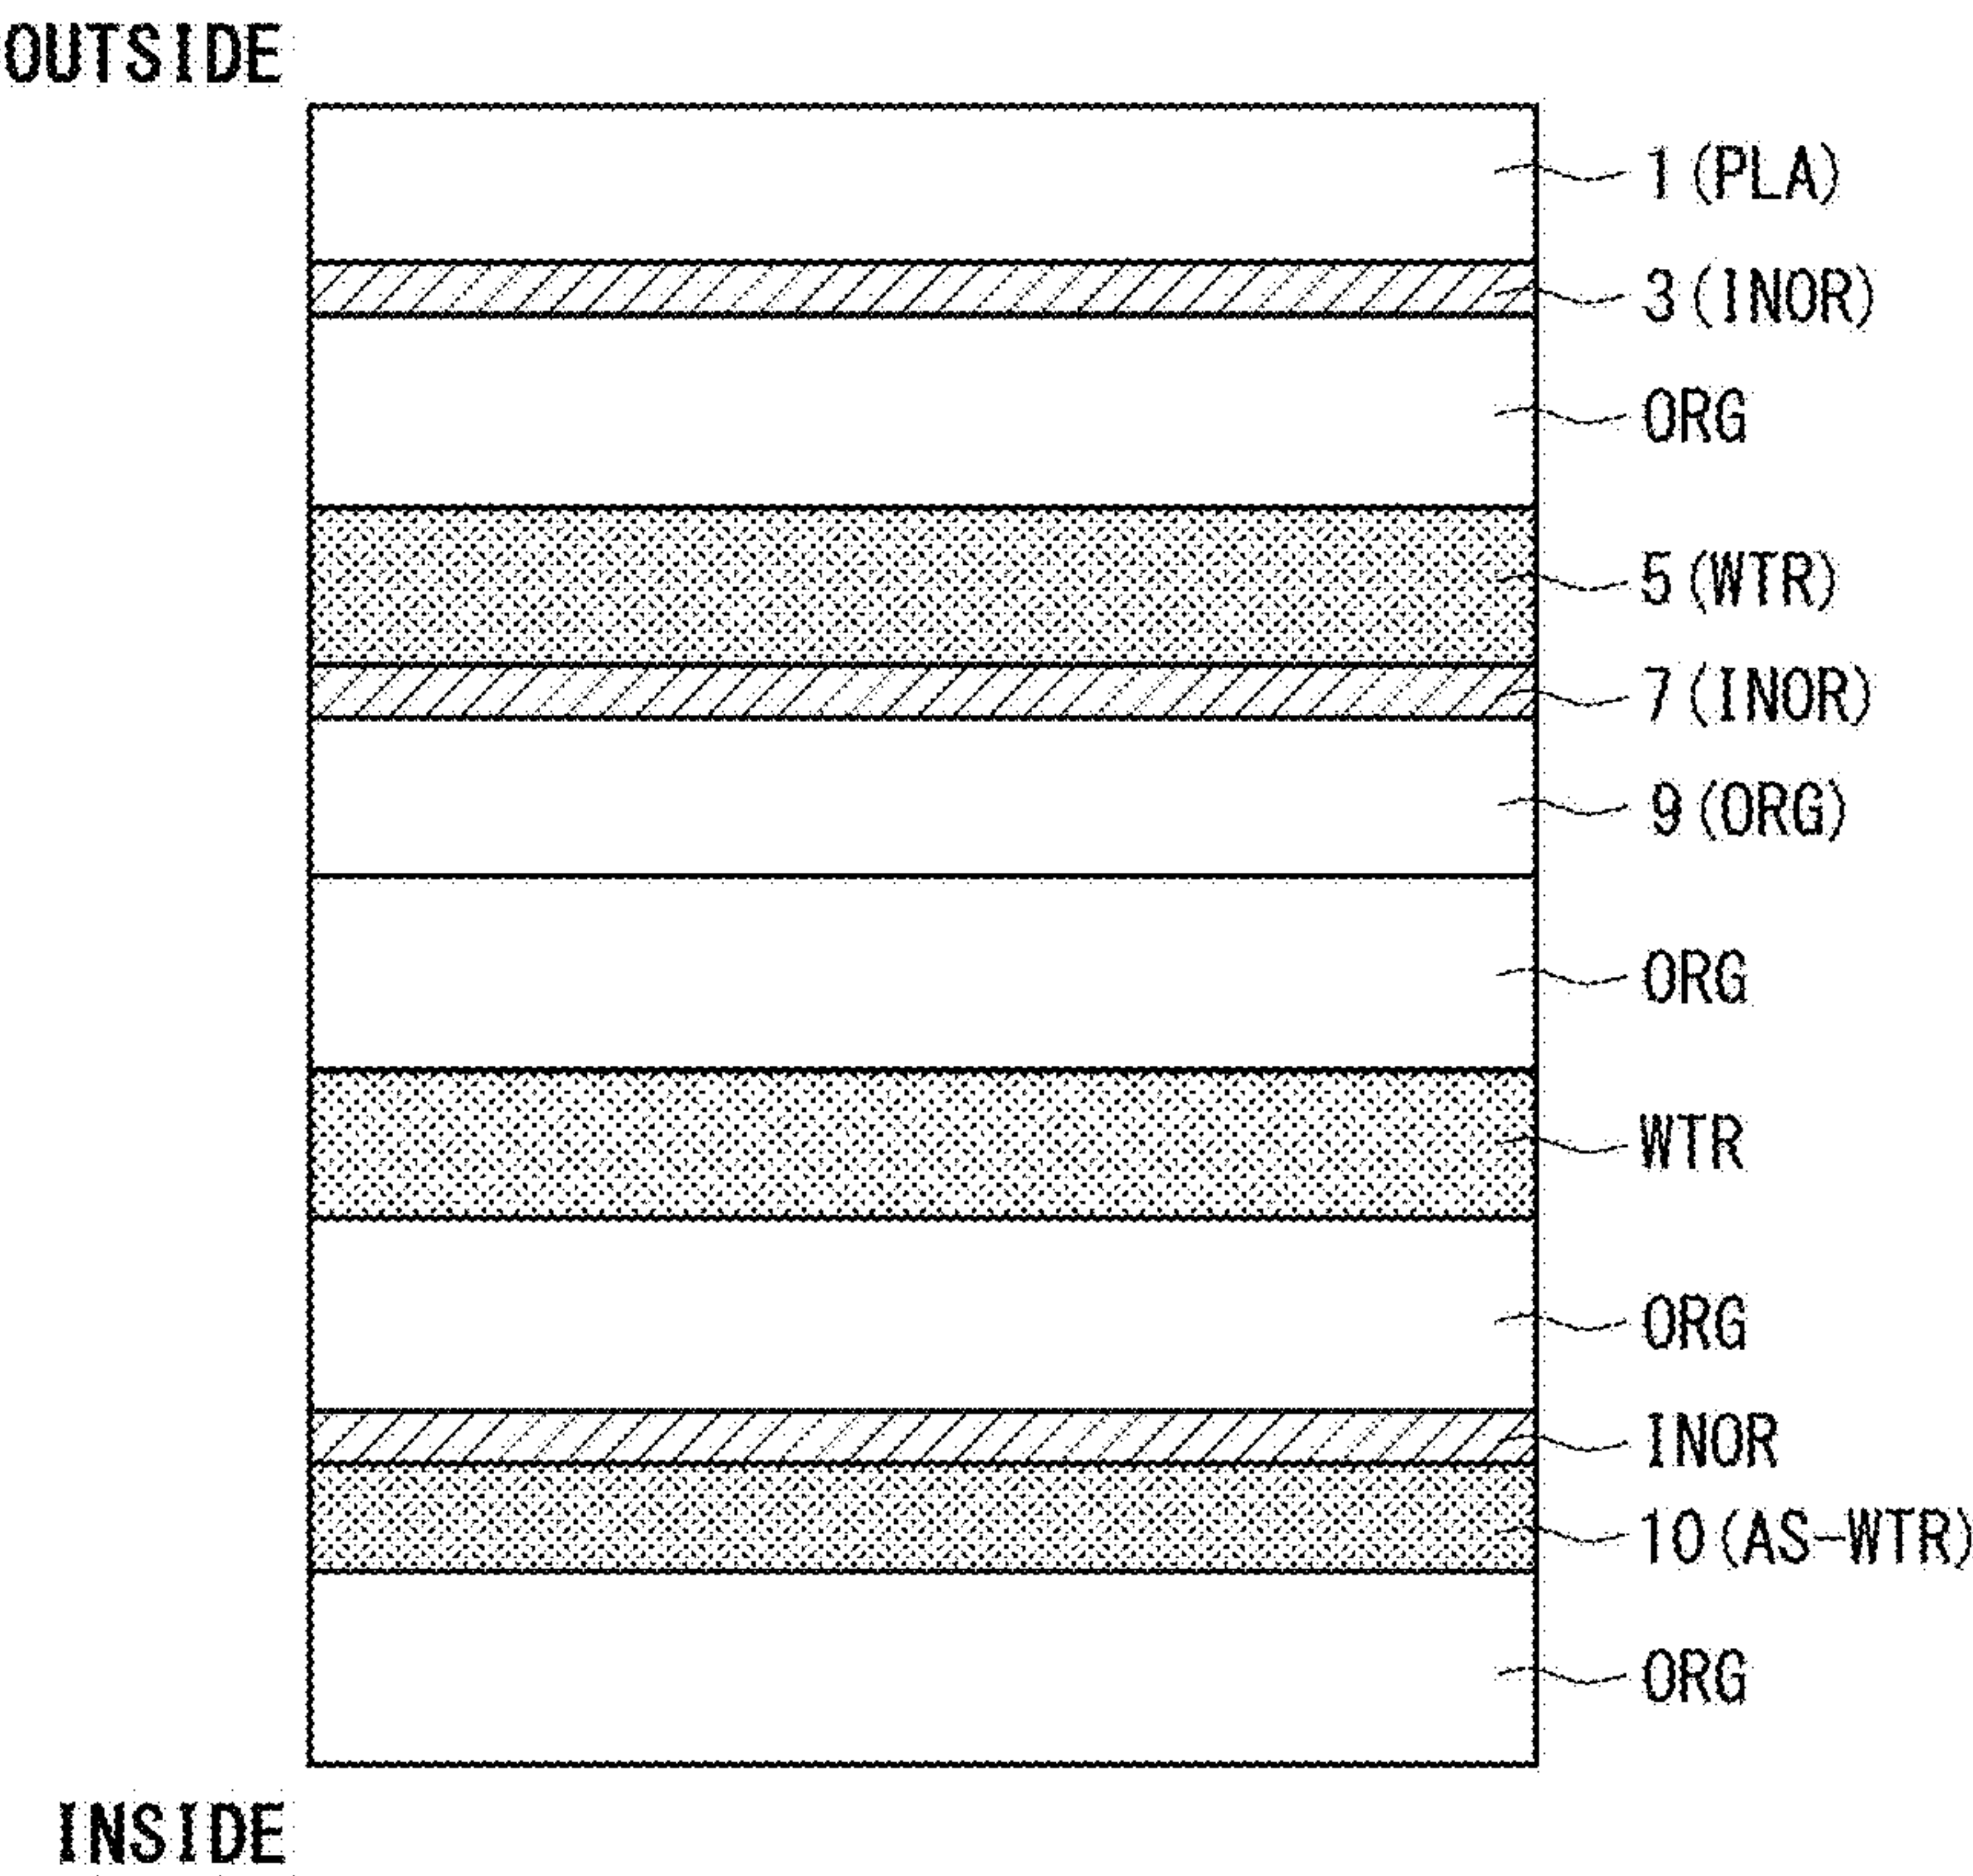 OUTSIDE
1(PLA)
3(INOR)
ORG
5(WTR)
7(INOR)
9(ORG)
ORG
WTR
ORG
INOR
10(AS-WTR)
ORG
INSIDE